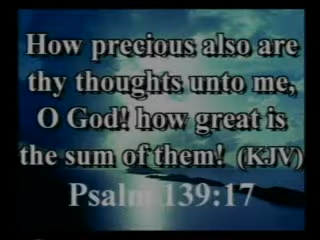 How precious also are
thy thoughts unto me,
O God! how great is
the sum of them! (KJV)
Psalm 139:17